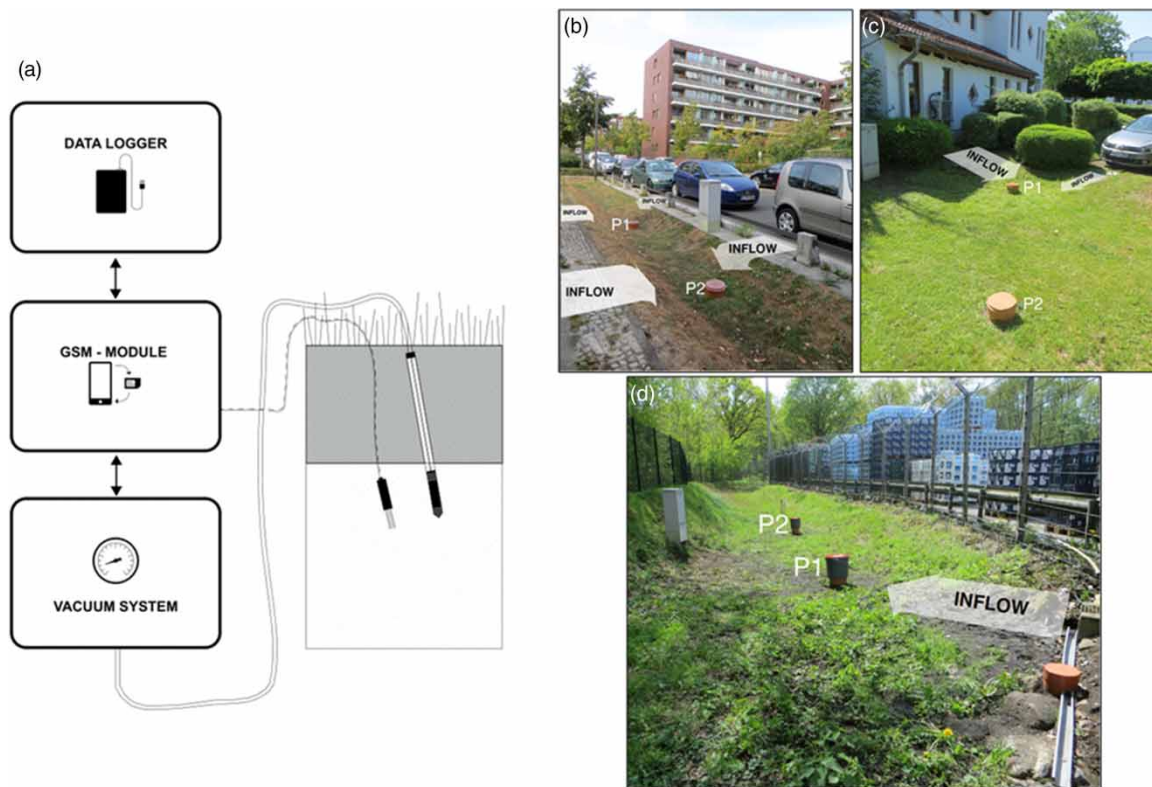 (a)
DATA LOGGER
GSM - MODULE
VACUUM SYSTEM
(b)
INFLOW
INFLOW
P1
INFLOW
P2
INFLOW
(c)
INFLOW
P1
INFLOW
P2
(d)
P2
P1
INFLOW